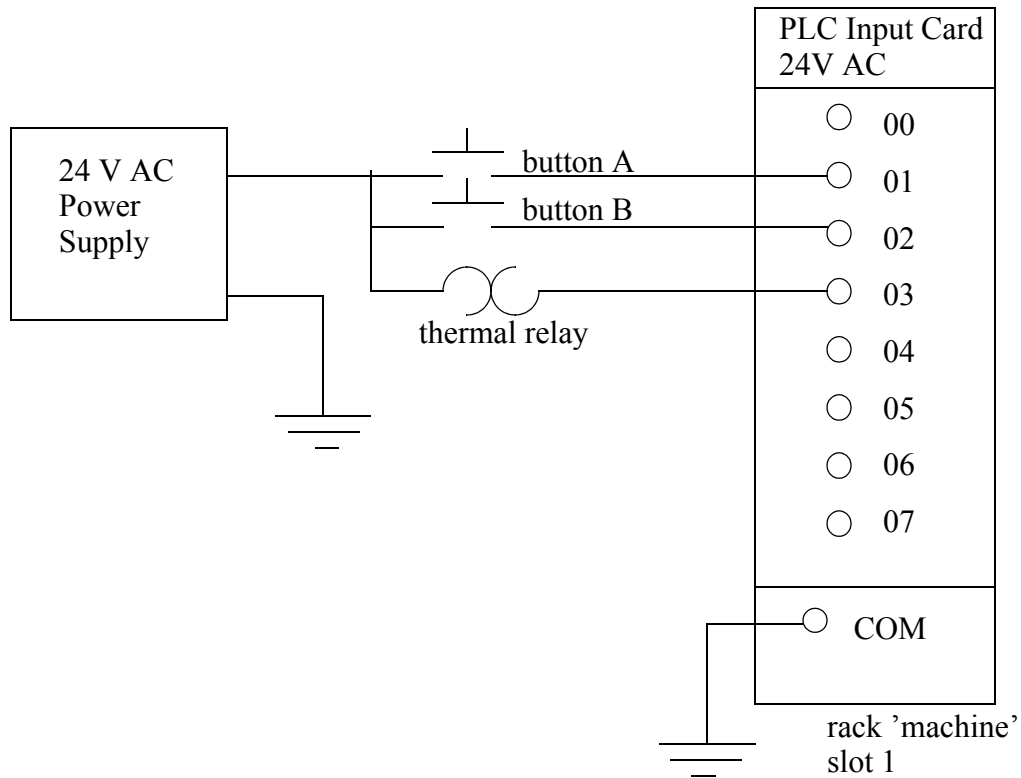 PLC Input Card
24V AC
24 V AC
Power
Supply
button A
button B
thermal relay
00
01
02
03
04
05
06
07
COM
rack ’machine’
slot 1